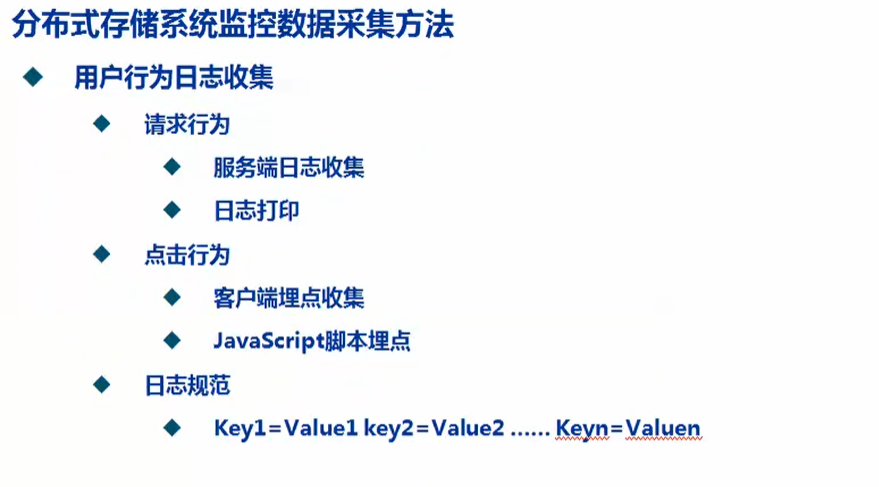 分布式存储系统监控数据采集方法
用户行为日志收集
请求行为
服务端日志收集
日志打印
点击行为
客户端埋点收集
JavaScript脚本埋点
日志规范
Key1=Value1 key2=Value2 …… Keyn=Valuen